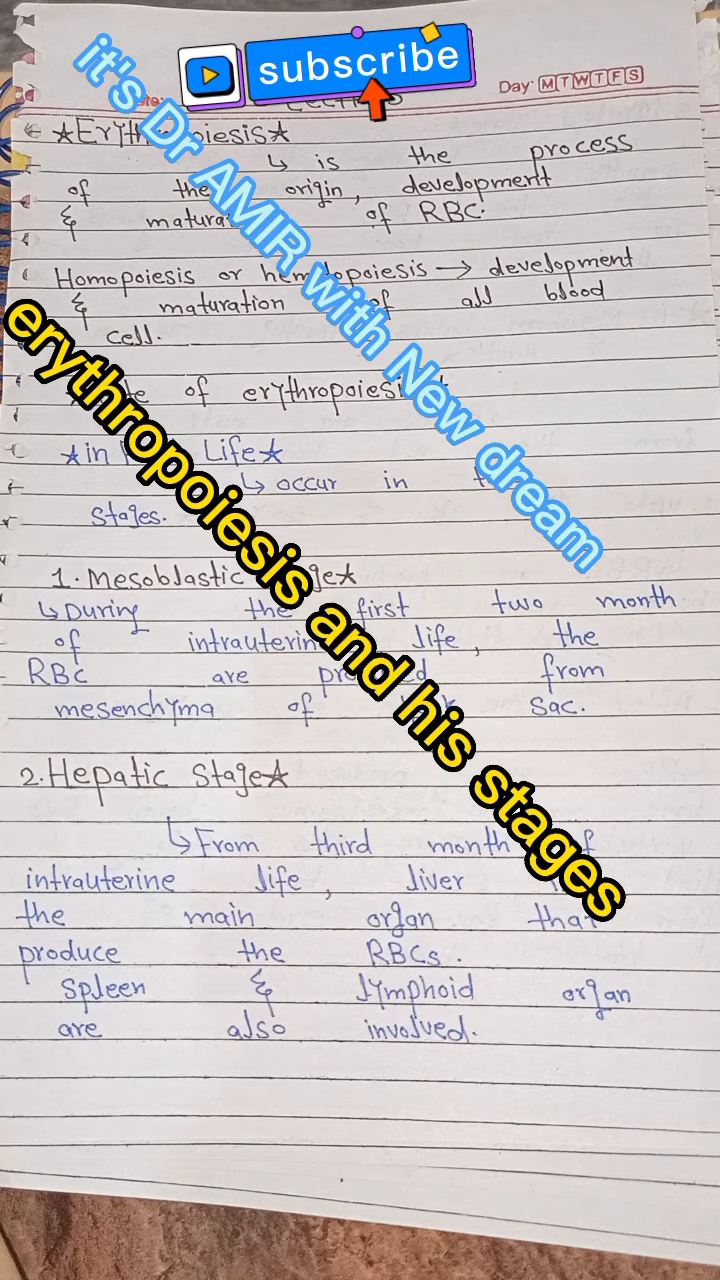 subscribe
Day: M T W T F S
it's Dr AMIR with New dream
erythropoiesis and his stages
★Erythropoiesis★
↳ is the process
of the origin, development
& matura of RBC.
Homopoiesis or hemopoiesis → development
& maturation of all blood
cell.
of erythropoiesis
★in Life★
↳ occur in
stages.
1. Mesoblastic ★
↳ During the first two month
of intrauterine life, the
RBC are produced from
mesenchyma of Sac.
2. Hepatic Stage★
↳ From third month of
intrauterine life, liver
the main organ that
produce the RBCs.
Spleen & lymphoid organ
are also involved.